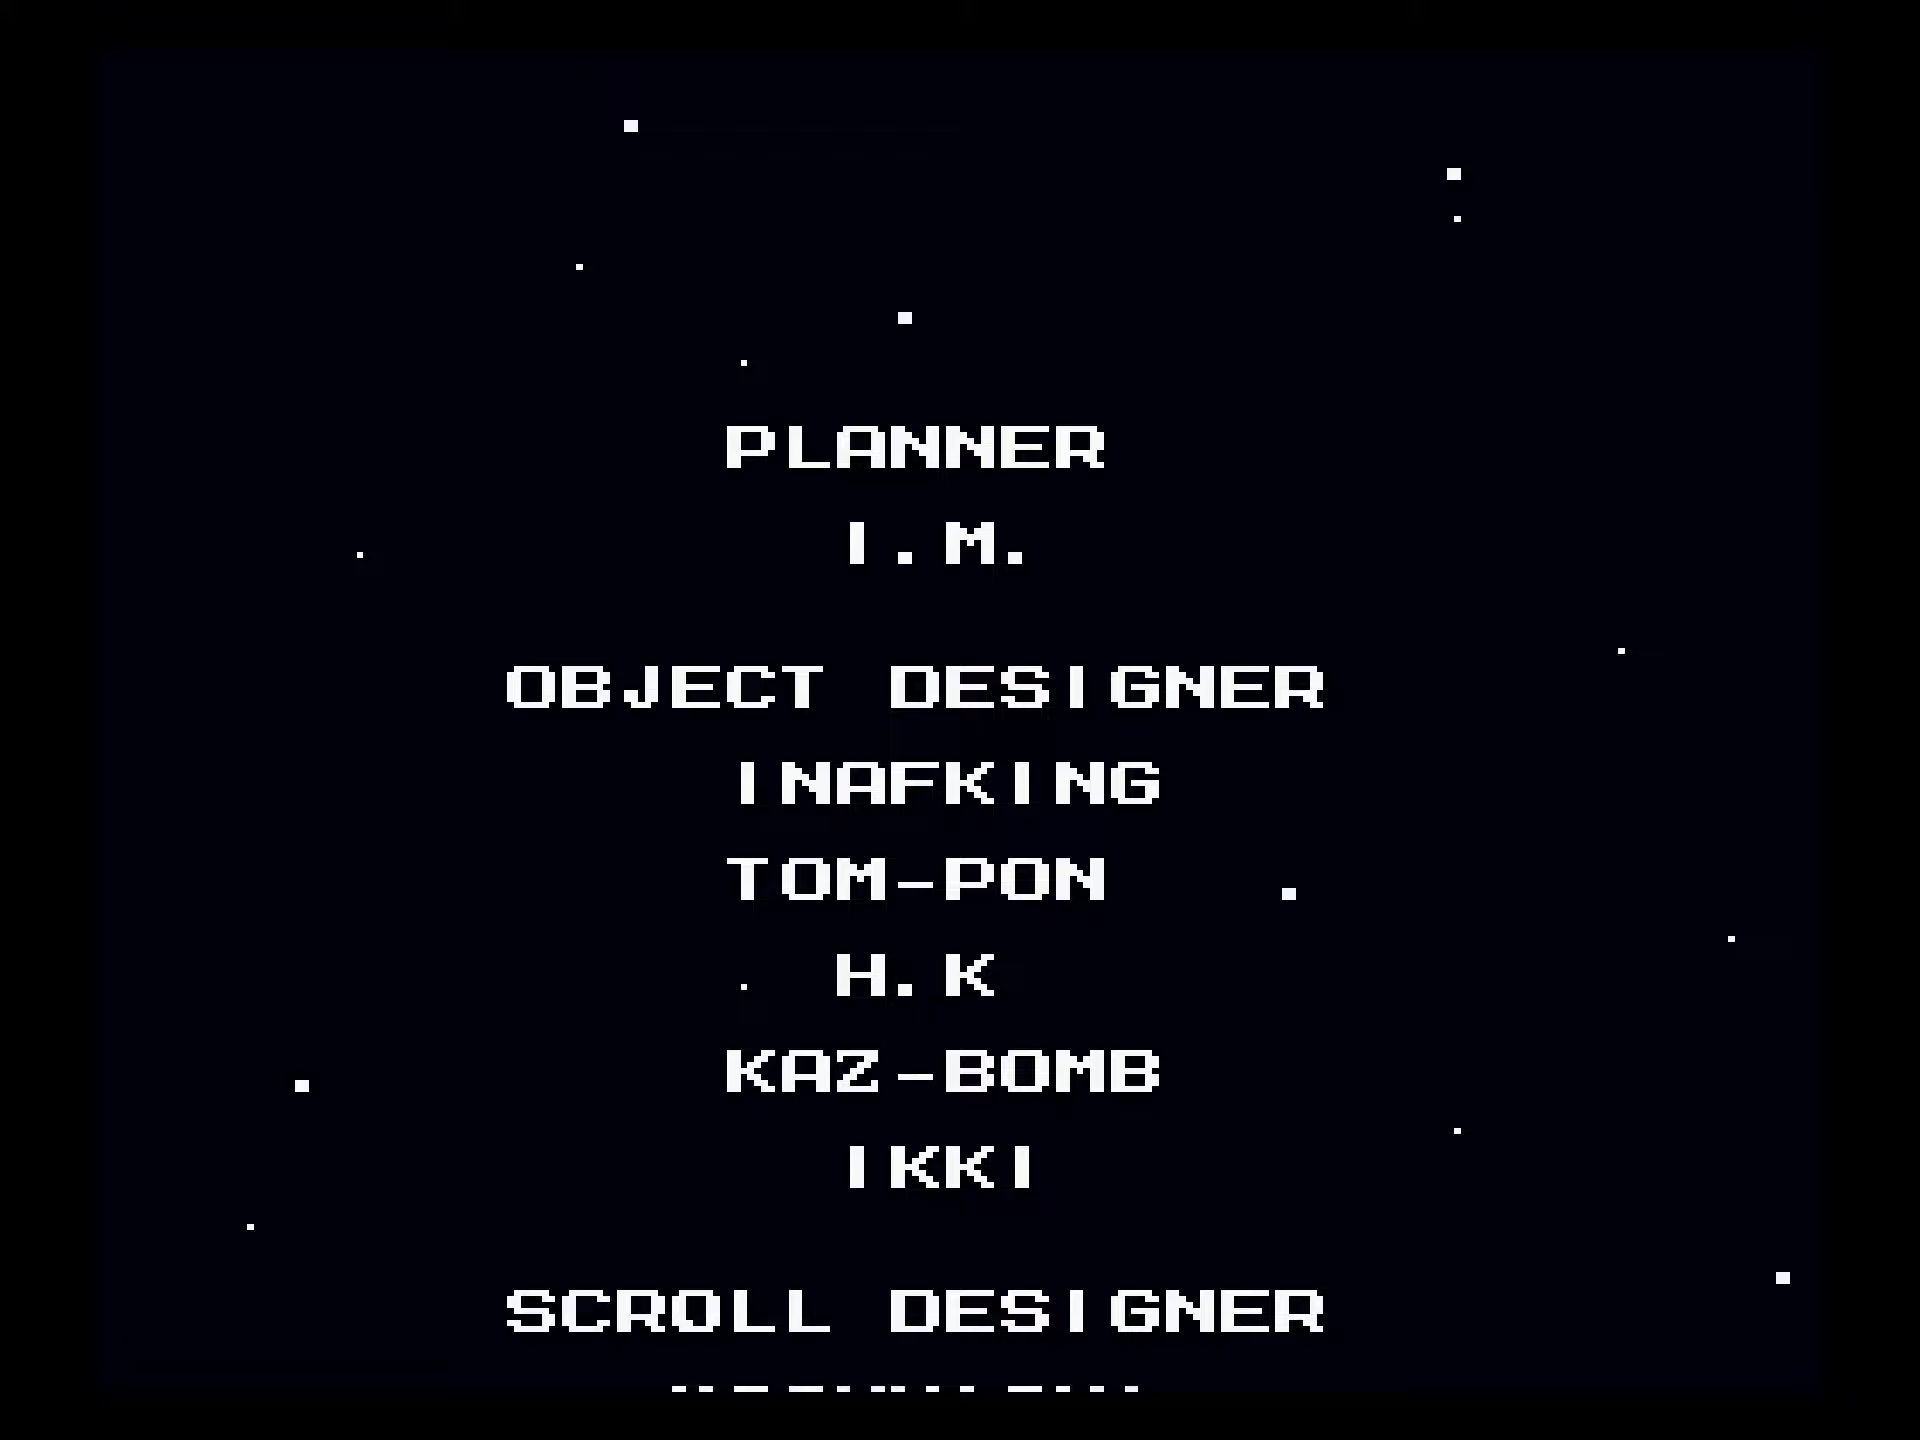 PLANNER
I.M.
OBJECT DESIGNER
INAFKING
TOM-PON
H.K
KAZ-BOMB
IKKI
SCROLL DESIGNER